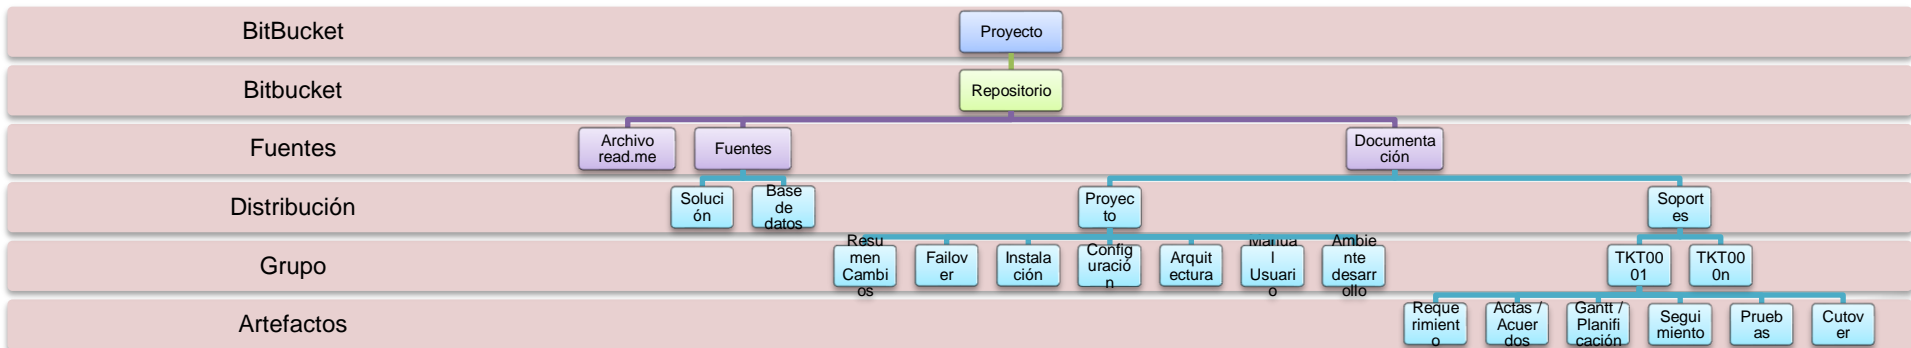 BitBucket
Proyecto
Bitbucket
Repositorio
Fuentes
Archivo
read.me
Fuentes
Documenta
ción
Distribución
Soluci
ón
Base
de
datos
Proyec
to
Soport
es
Grupo
Resu
men
Cambi
os
Failov
er
Instala
ción
Config
uració
n
Arquit
ectura
Manua
l
Usuari
o
Ambie
nte
desarr
ollo
TKT00
01
TKT00
0n
Artefactos
Reque
rimient
o
Actas /
Acuer
dos
Gantt /
Planifi
cación
Segui
miento
Prueb
as
Cutov
er